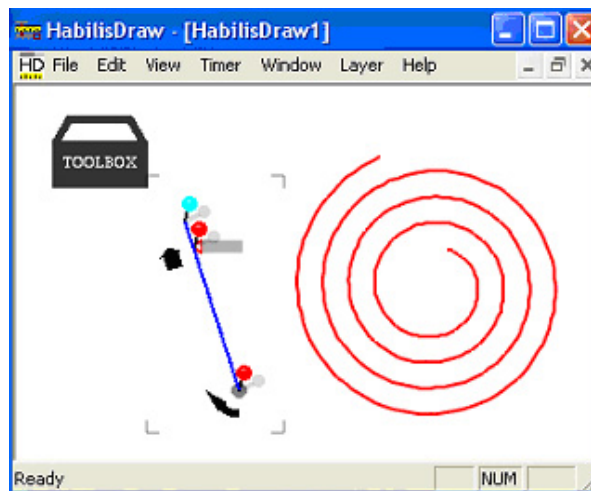 HabilisDraw - [HabilisDraw1]
HD File Edit View Timer Window Layer Help
TOOLBOX
Ready NUM